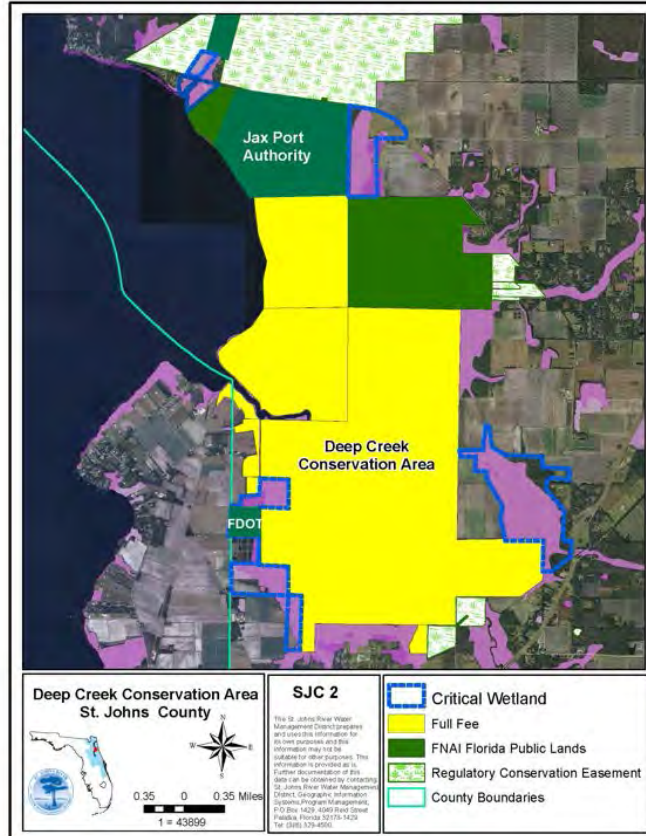 Jax Port
Authority
Deep Creek
Conservation Area
FDOT
Deep Creek Conservation Area
St. Johns County
N
W
E
S
0.35 0 0.35 Miles
1 = 43899
SJC 2
The St. Johns River Water
Management District prepares
and uses this information for
its own purposes and this
information may not be
suitable for other purposes. This
information is provided as is.
Further documentation of this
data can be obtained by contacting:
St. Johns River Water Management
District, Geographic Information
Systems, Program Management,
P.O. Box 1429, 4049 Reid Street
Palatka, Florida 32178-1429
Tel: (386) 329-4500.
Critical Wetland
Full Fee
FNAI Florida Public Lands
Regulatory Conservation Easement
County Boundaries